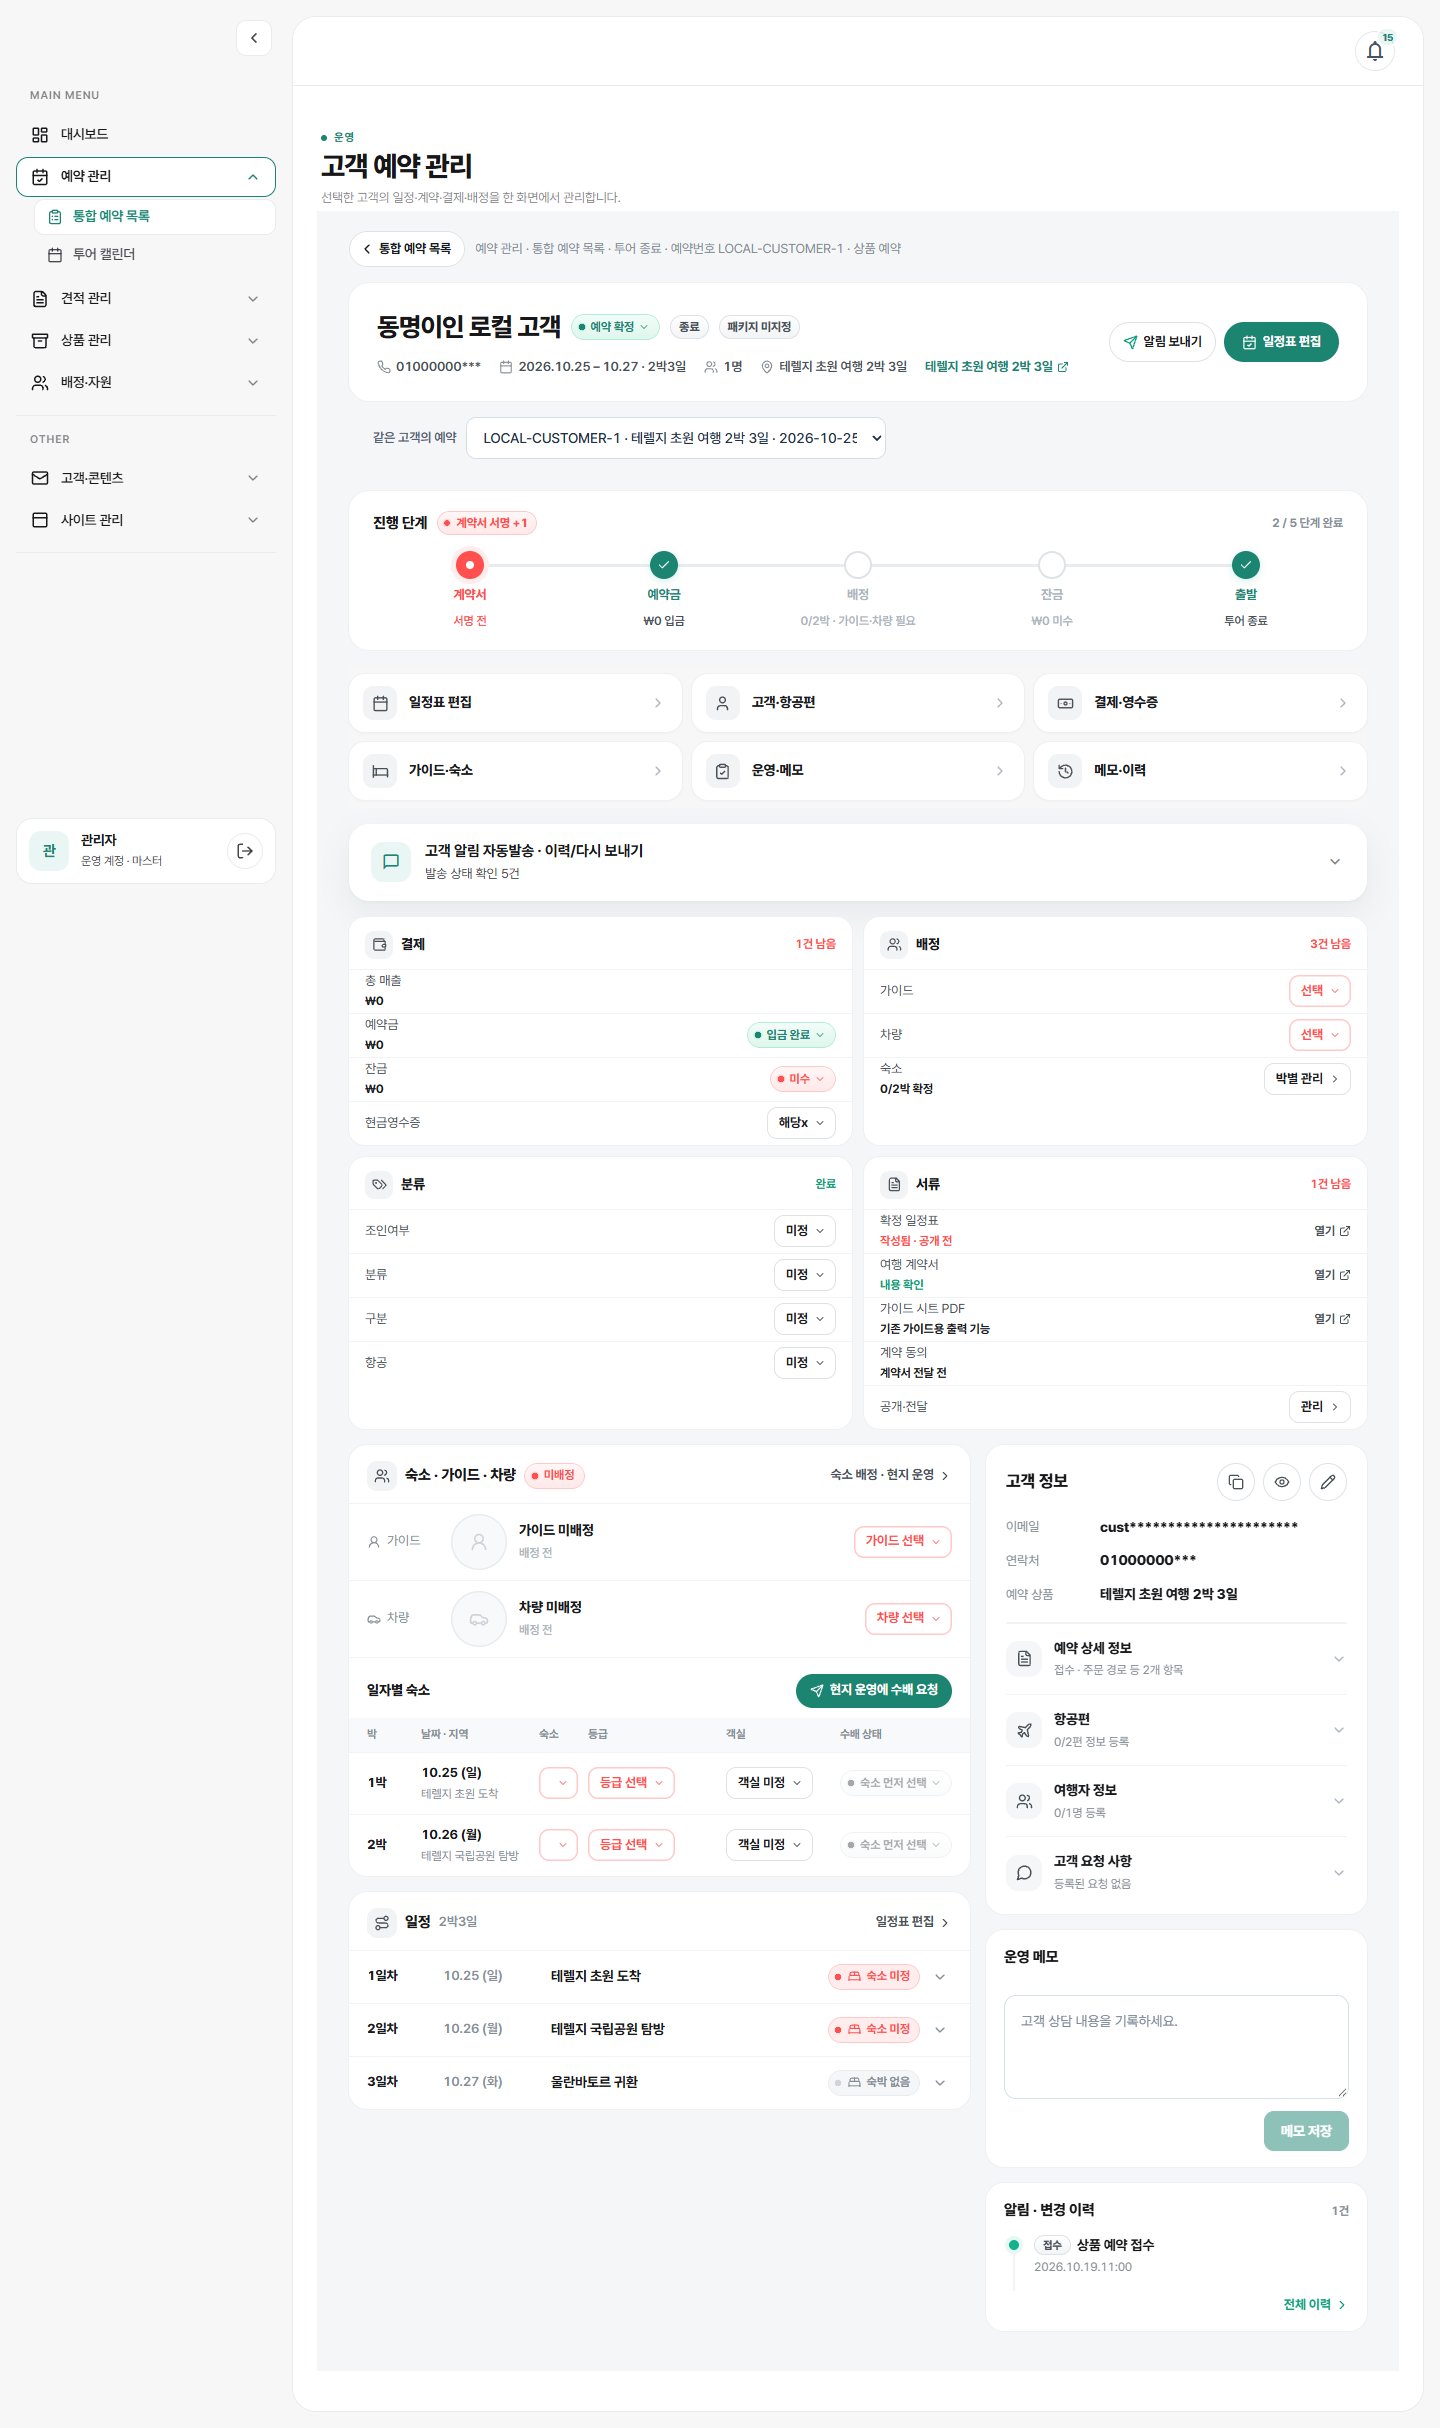 15
MAIN MENU
대시보드
예약 관리
통합 예약 목록
투어 캘린더
견적 관리
상품 관리
배정·자원
OTHER
고객·콘텐츠
사이트 관리
관
관리자
운영 계정 · 마스터
운영
고객 예약 관리
선택한 고객의 일정·계약·결제·배정을 한 화면에서 관리합니다.
통합 예약 목록
예약 관리 · 통합 예약 목록 · 투어 종료 · 예약번호 LOCAL-CUSTOMER-1 · 상품 예약
동명이인 로컬 고객 예약 확정 종료 패키지 미지정
01000000*** 2026.10.25 – 10.27 · 2박3일 1명 테렐지 초원 여행 2박 3일 테렐지 초원 여행 2박 3일
알림 보내기
일정표 편집
같은 고객의 예약 LOCAL-CUSTOMER-1 · 테렐지 초원 여행 2박 3일 · 2026-10-25
진행 단계 계약서 서명 +1 2 / 5 단계 완료
계약서 예약금 배정 잔금 출발
서명 전 ₩0 입금 0/2박 · 가이드·차량 필요 ₩0 미수 투어 종료
일정표 편집
고객·항공편
결제·영수증
가이드·숙소
운영·메모
메모·이력
고객 알림 자동발송 · 이력/다시 보내기
발송 상태 확인 5건
결제 1건 남음
총 매출
₩0
예약금
₩0
입금 완료
잔금
₩0
미수
현금영수증 해당x
배정 3건 남음
가이드 선택
차량 선택
숙소
0/2박 확정
박별 관리
분류 완료
조인여부 미정
분류 미정
구분 미정
항공 미정
서류 1건 남음
확정 일정표
작성됨 · 공개 전
열기
여행 계약서
내용 확인
열기
가이드 시트 PDF
기존 가이드용 출력 기능
열기
계약 동의
계약서 전달 전
공개·전달 관리
숙소 · 가이드 · 차량 미배정 숙소 배정 · 현지 운영
가이드
가이드 미배정
배정 전
가이드 선택
차량
차량 미배정
배정 전
차량 선택
일자별 숙소 현지 운영에 수배 요청
박 날짜 · 지역 숙소 등급 객실 수배 상태
1박
10.25 (일)
테렐지 초원 도착
등급 선택 객실 미정 숙소 먼저 선택
2박
10.26 (월)
테렐지 국립공원 탐방
등급 선택 객실 미정 숙소 먼저 선택
일정 2박3일 일정표 편집
1일차 10.25 (일) 테렐지 초원 도착 숙소 미정
2일차 10.26 (월) 테렐지 국립공원 탐방 숙소 미정
3일차 10.27 (화) 울란바토르 귀환 숙박 없음
고객 정보
이메일 cust**********************
연락처 01000000***
예약 상품 테렐지 초원 여행 2박 3일
예약 상세 정보
접수 · 주문 경로 등 2개 항목
항공편
0/2편 정보 등록
여행자 정보
0/1명 등록
고객 요청 사항
등록된 요청 없음
운영 메모
고객 상담 내용을 기록하세요.
메모 저장
알림 · 변경 이력 1건
접수 상품 예약 접수
2026.10.19.11:00
전체 이력